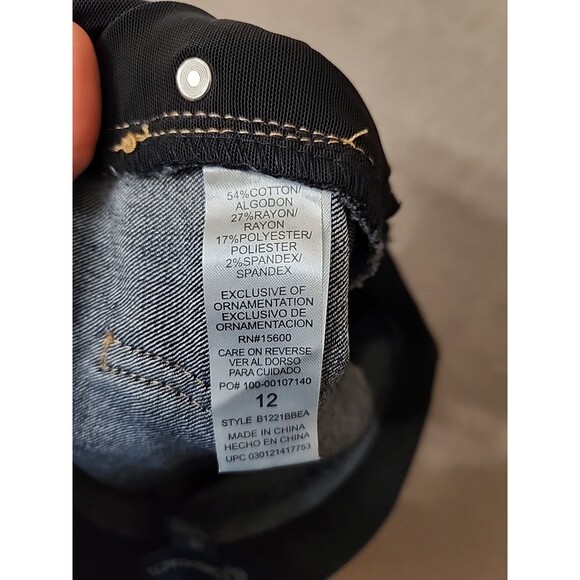 54%COTTON/
ALGODON
27%RAYON/
RAYON
17%POLYESTER/
POLIESTER
2%SPANDEX/
SPANDEX
EXCLUSIVE OF
ORNAMENTATION
EXCLUSIVO DE
ORNAMENTACION
RN#15600
CARE ON REVERSE
VER AL DORSO
PARA CUIDADO
PO# 100-00107140
12
STYLE B1221BBEA
MADE IN CHINA
HECHO EN CHINA
UPC 030121417753